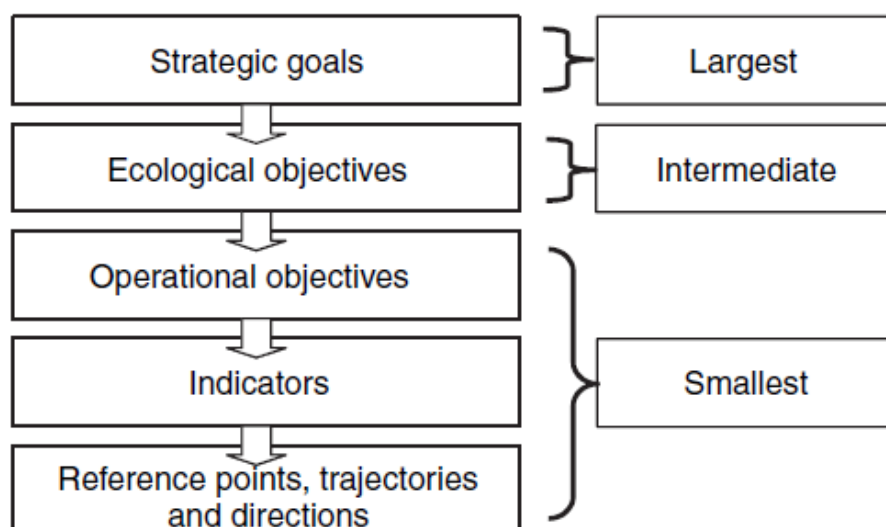 Strategic goals
Largest
Ecological objectives
Intermediate
Operational objectives
Indicators
Smallest
Reference points, trajectories
and directions